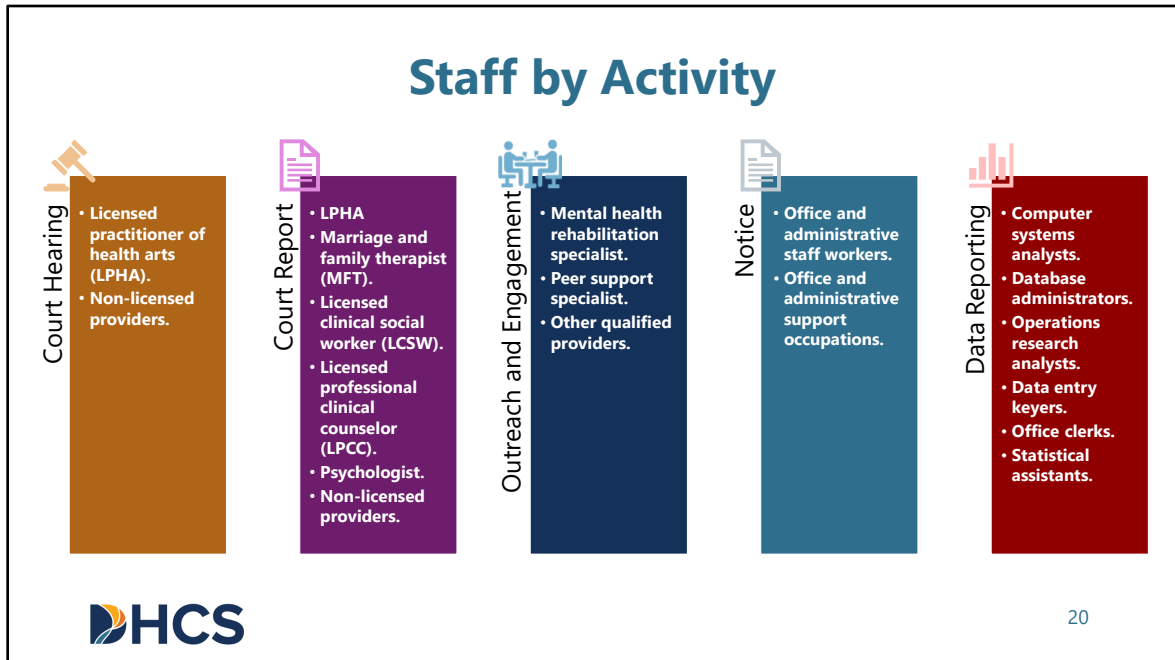 Staff by Activity
Court Hearing
• Licensed
practitioner of
health arts
(LPHA).
• Non-licensed
providers.
Court Report
• LPHA
• Marriage and
family therapist
(MFT).
• Licensed
clinical social
worker (LCSW).
• Licensed
professional
clinical
counselor
(LPCC).
• Psychologist.
• Non-licensed
providers.
Outreach and Engagement
• Mental health
rehabilitation
specialist.
• Peer support
specialist.
• Other qualified
providers.
Notice
• Office and
administrative
staff workers.
• Office and
administrative
support
occupations.
Data Reporting
• Computer
systems
analysts.
• Database
administrators.
• Operations
research
analysts.
• Data entry
keyers.
• Office clerks.
• Statistical
assistants.
DHCS
20